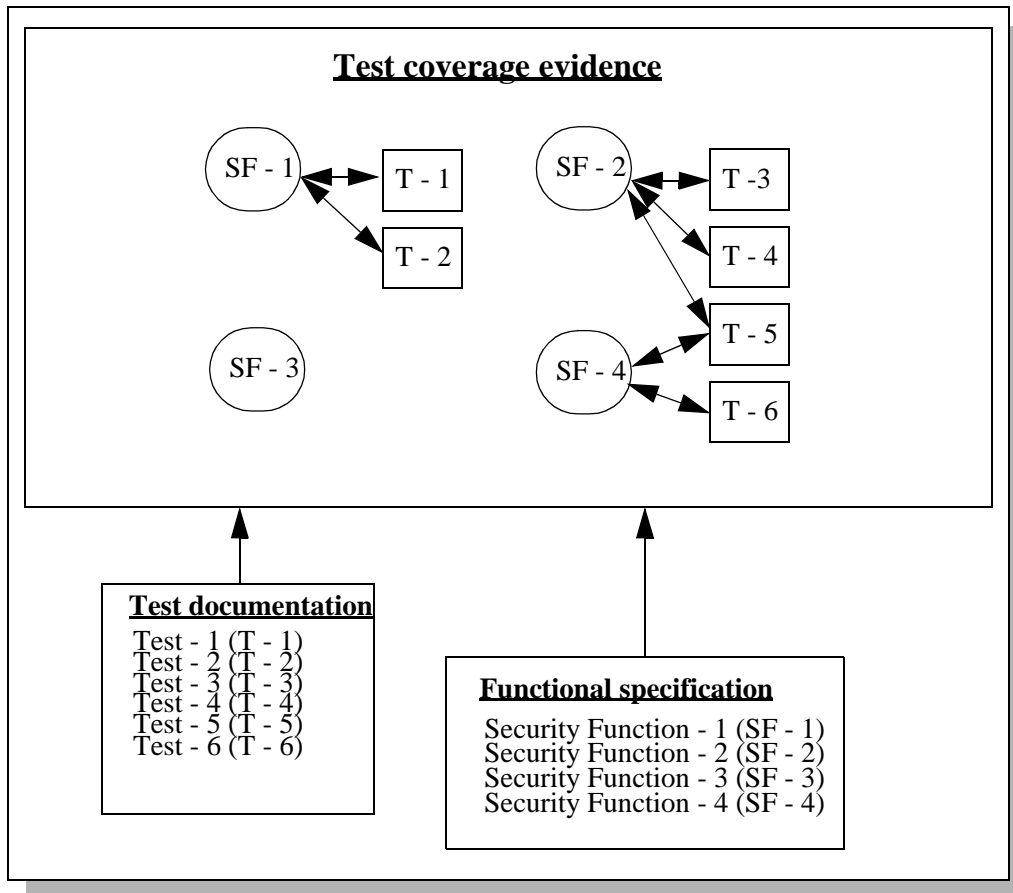 Test coverage evidence
SF - 1
T - 1
T - 2
SF - 2
T -3
T - 4
T - 5
SF - 3
SF - 4
T - 6
Test documentation
Test - 1 (T - 1)
Test - 2 (T - 2)
Test - 3 (T - 3)
Test - 4 (T - 4)
Test - 5 (T - 5)
Test - 6 (T - 6)
Functional specification
Security Function - 1 (SF - 1)
Security Function - 2 (SF - 2)
Security Function - 3 (SF - 3)
Security Function - 4 (SF - 4)